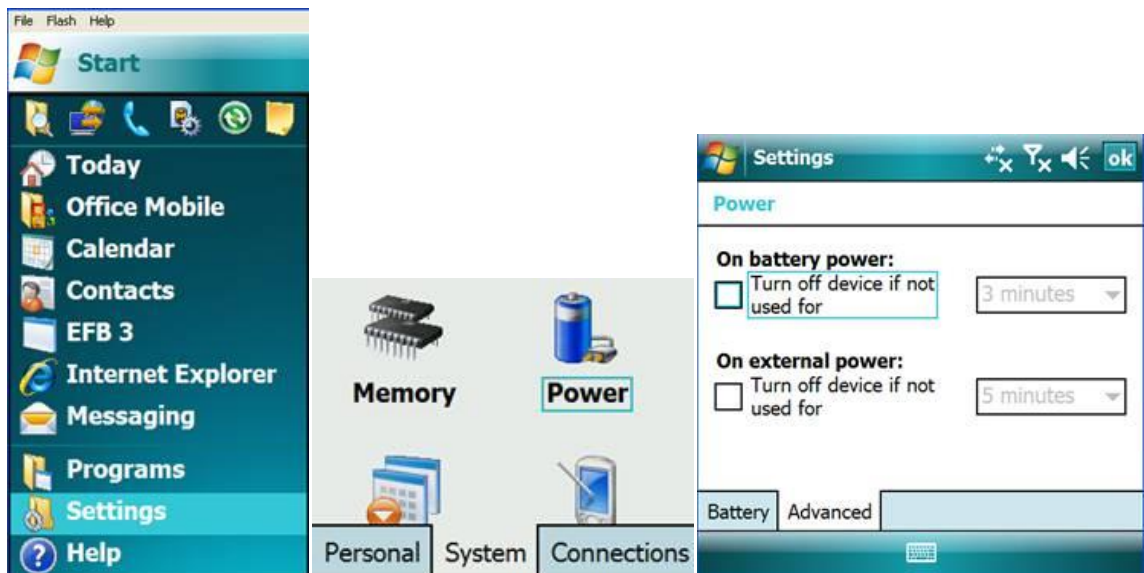 File Flash Help
Start
Today
Office Mobile
Calendar
Contacts
EFB 3
Internet Explorer
Messaging
Programs
Settings
Help
Memory Power
Personal System Connections
Settings ok
Power
On battery power:
Turn off device if not
used for
3 minutes
On external power:
Turn off device if not
used for
5 minutes
Battery Advanced